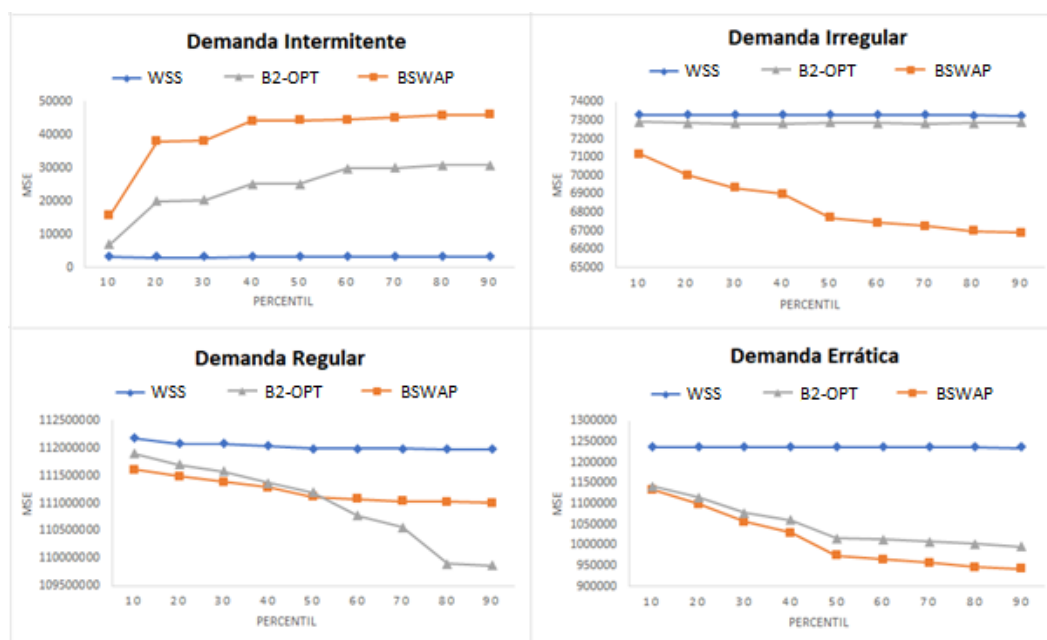 Demanda Intermitente
WSS B2-OPT BSWAP
50000
40000
30000
20000
10000
0
MSE
10 20 30 40 50 60 70 80 90
PERCENTIL
Demanda Irregular
WSS B2-OPT BSWAP
74000
73000
72000
71000
70000
69000
68000
67000
66000
65000
MSE
10 20 30 40 50 60 70 80 90
PERCENTIL
Demanda Regular
WSS B2-OPT BSWAP
112500000
112000000
111500000
111000000
110500000
110000000
109500000
MSE
10 20 30 40 50 60 70 80 90
PERCENTIL
Demanda Errática
WSS B2-OPT BSWAP
1300000
1250000
1200000
1150000
1100000
1050000
1000000
950000
900000
MSE
10 20 30 40 50 60 70 80 90
PERCENTIL